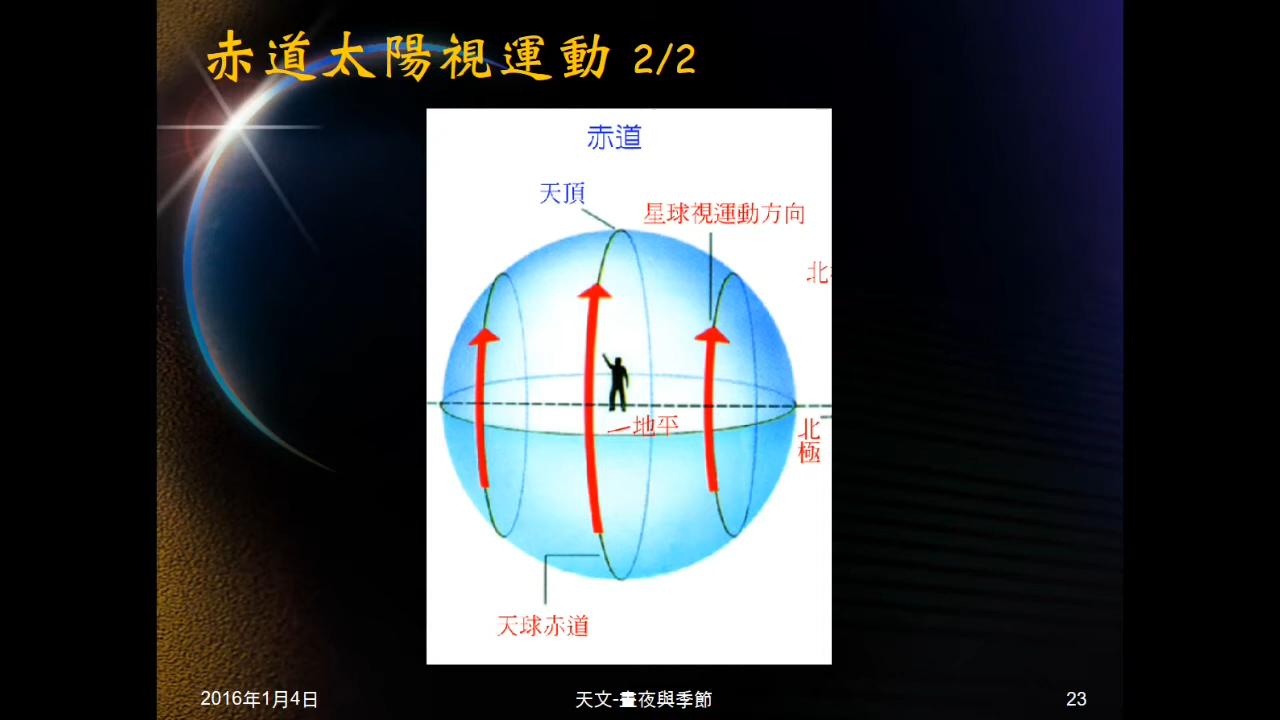 赤道太陽視運動 2/2
赤道
天頂
星球視運動方向
北
地平
北極
天球赤道
2016年1月4日
天文-晝夜與季節
23